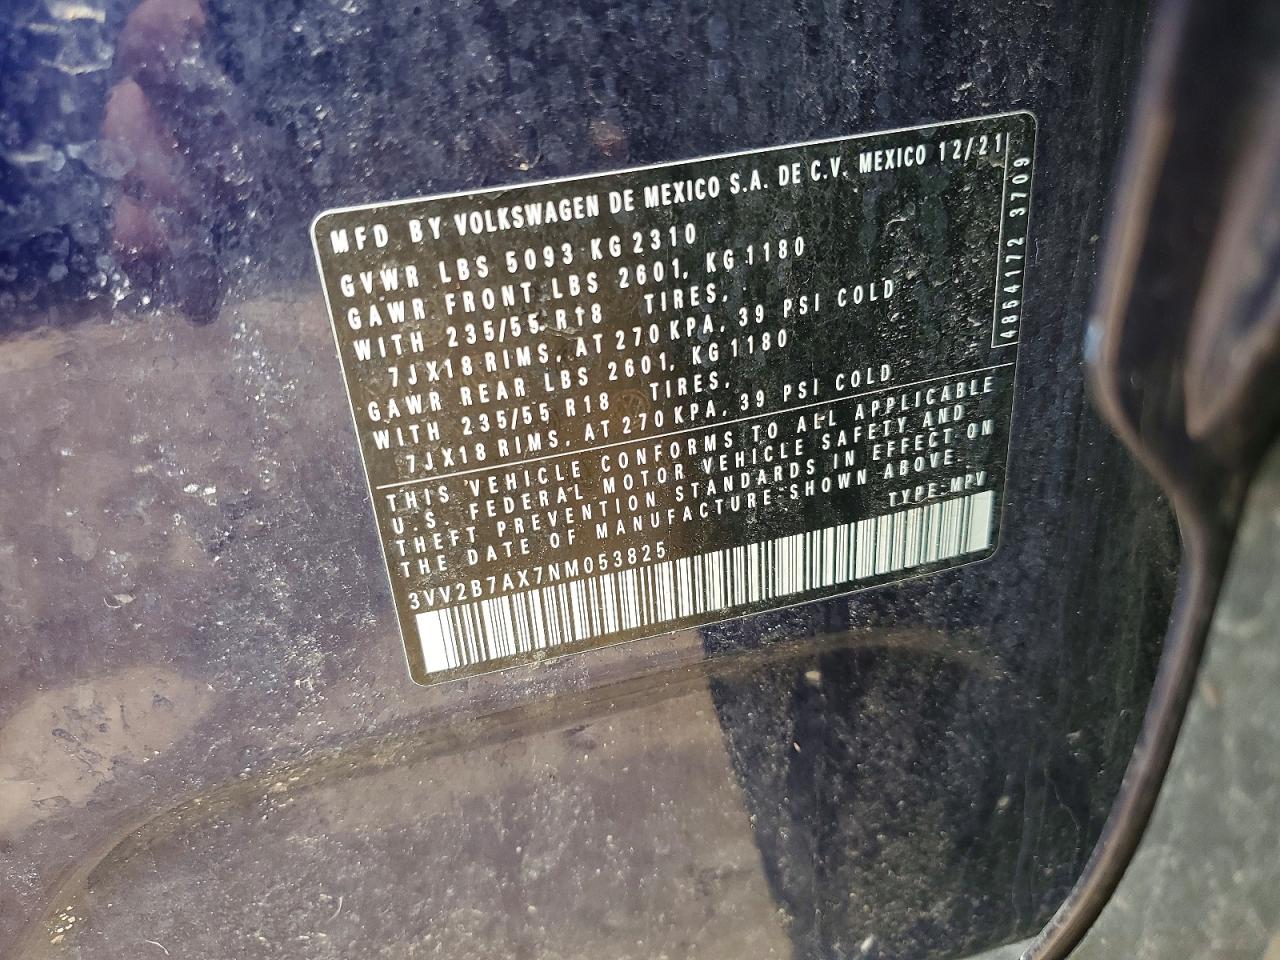 MFD BY VOLKSWAGEN DE MEXICO S.A. DE C.V. MEXICO 12/21
GVWR LBS 5093 KG 2310
GAWR FRONT LBS 2601, KG 1180
WITH 235/55 R18 TIRES,
7JX18 RIMS, AT 270 KPA, 39 PSI COLD
GAWR REAR LBS 2601, KG 1180
WITH 235/55 R18 TIRES,
7JX18 RIMS, AT 270 KPA, 39 PSI COLD
THIS VEHICLE CONFORMS TO ALL APPLICABLE
U.S. FEDERAL MOTOR VEHICLE SAFETY AND
THEFT PREVENTION STANDARDS IN EFFECT ON
THE DATE OF MANUFACTURE SHOWN ABOVE
3VV2B7AX7NM053825 TYPE-MPV
4864172 3709